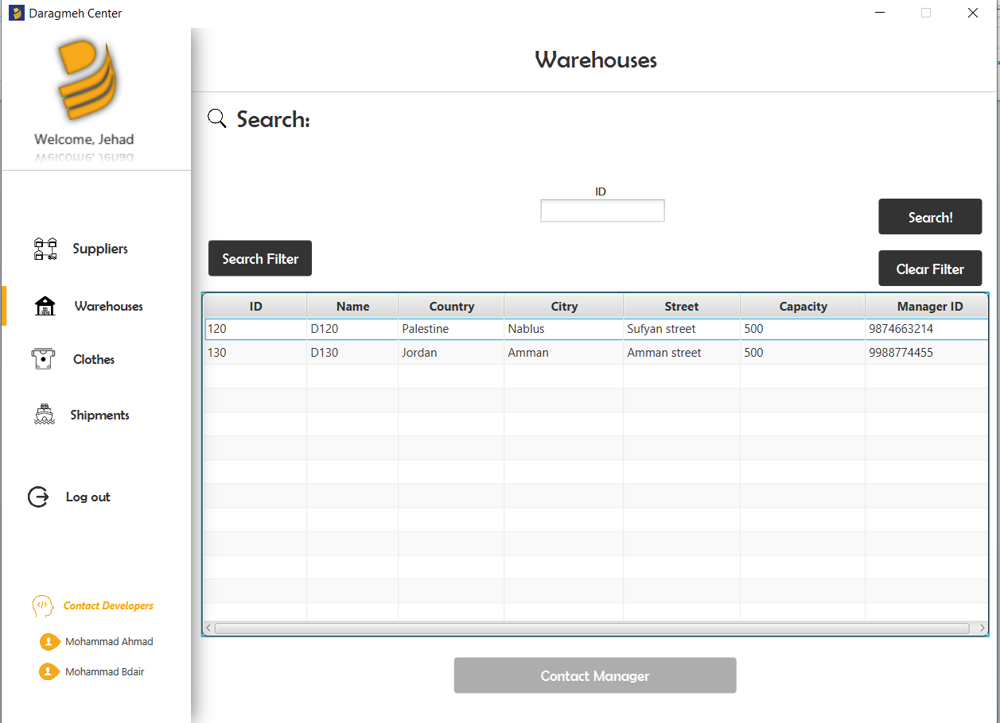 Daragmeh Center
Welcome, Jehad
Suppliers
Warehouses
Clothes
Shipments
Log out
Contact Developers
Mohammad Ahmad
Mohammad Bdair
Warehouses
Search:
ID
Search!
Search Filter
Clear Filter
ID Name Country Citry Street Capacity Manager ID
120 D120 Palestine Nablus Sufyan street 500 9874663214
130 D130 Jordan Amman Amman street 500 9988774455
Contact Manager